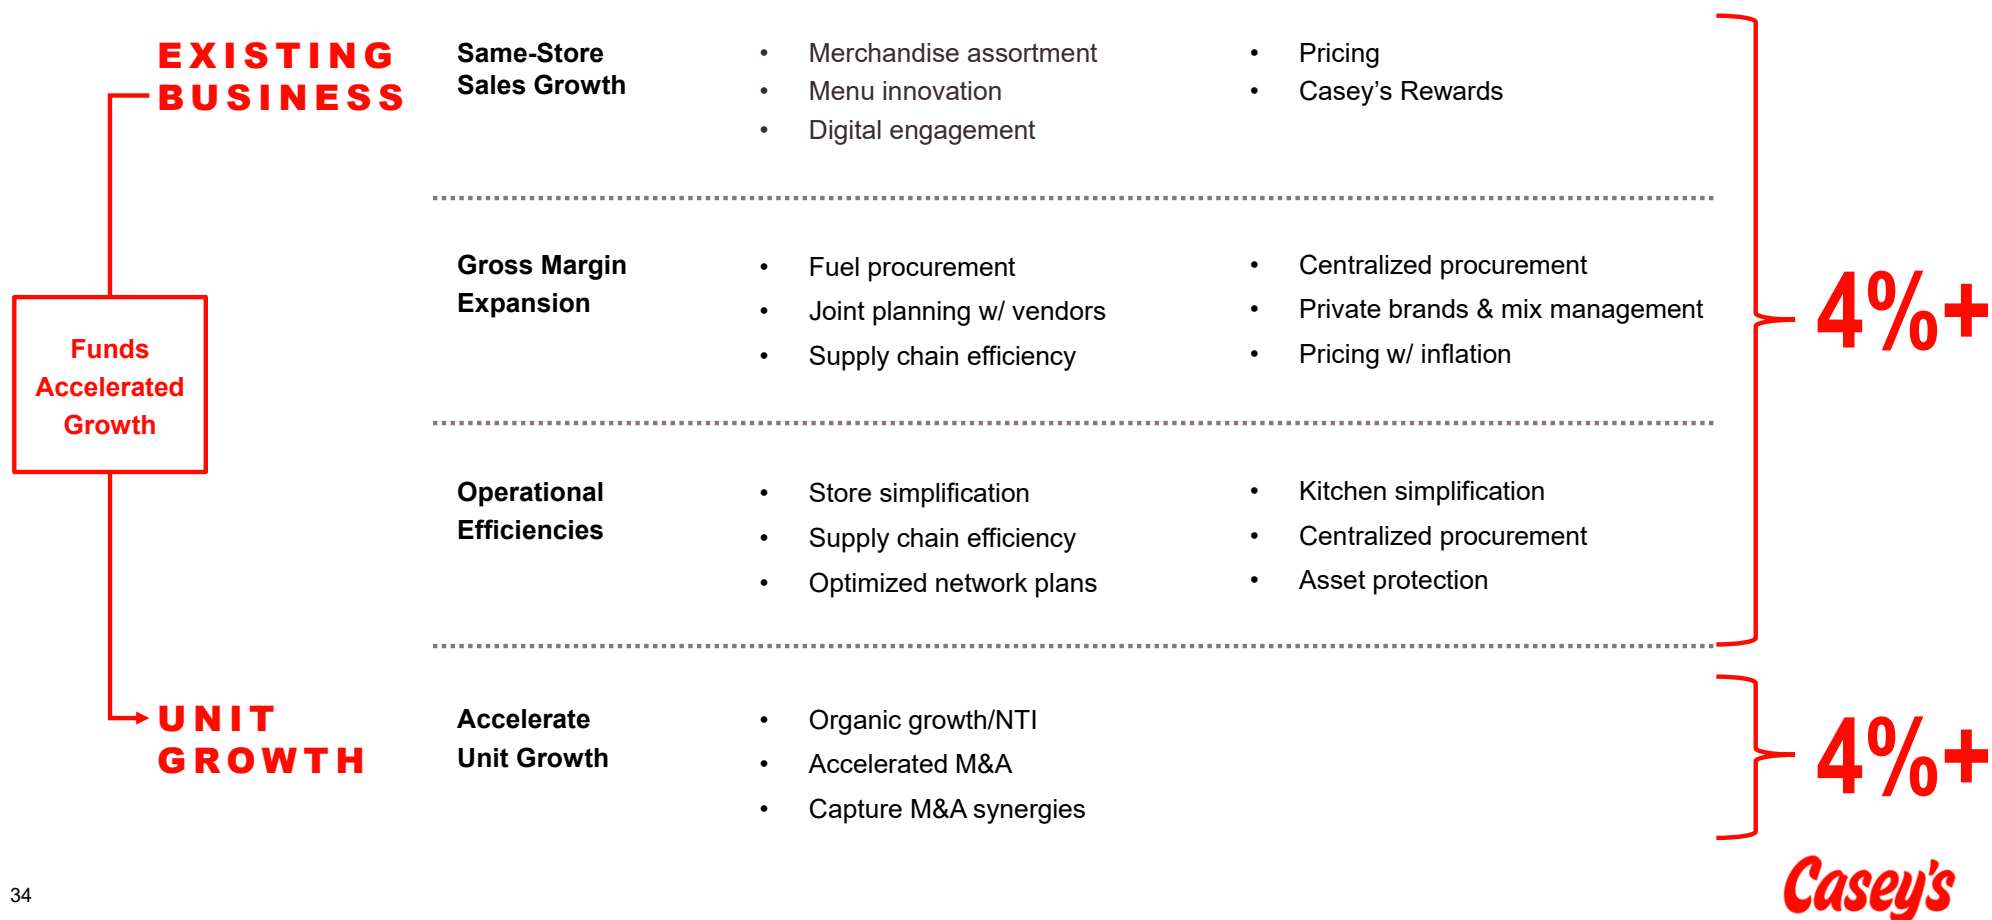 EXISTING
BUSINESS
Same-Store
Sales Growth
• Merchandise assortment
• Menu innovation
• Digital engagement
• Pricing
• Casey's Rewards
Gross Margin
Expansion
• Fuel procurement
• Joint planning w/ vendors
• Supply chain efficiency
• Centralized procurement
• Private brands & mix management
• Pricing w/ inflation
4%+
Funds
Accelerated
Growth
Operational
Efficiencies
• Store simplification
• Supply chain efficiency
• Optimized network plans
• Kitchen simplification
• Centralized procurement
• Asset protection
UNIT
GROWTH
Accelerate
Unit Growth
• Organic growth/NTI
• Accelerated M&A
• Capture M&A synergies
4%+
34
Casey's